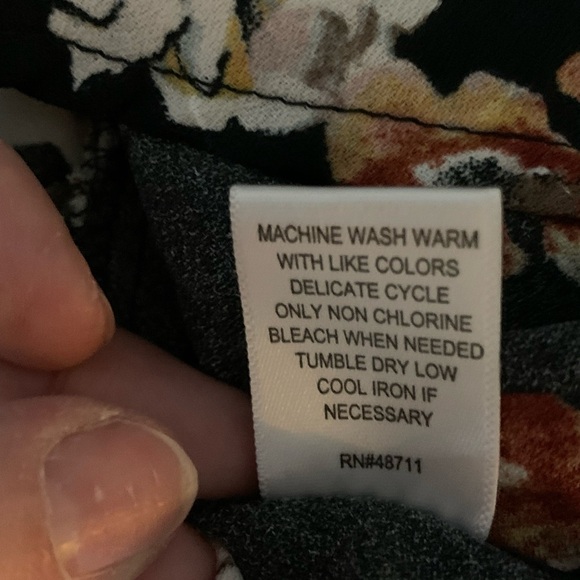 MACHINE WASH WARM
WITH LIKE COLORS
DELICATE CYCLE
ONLY NON CHLORINE
BLEACH WHEN NEEDED
TUMBLE DRY LOW
COOL IRON IF
NECESSARY
RN#48711